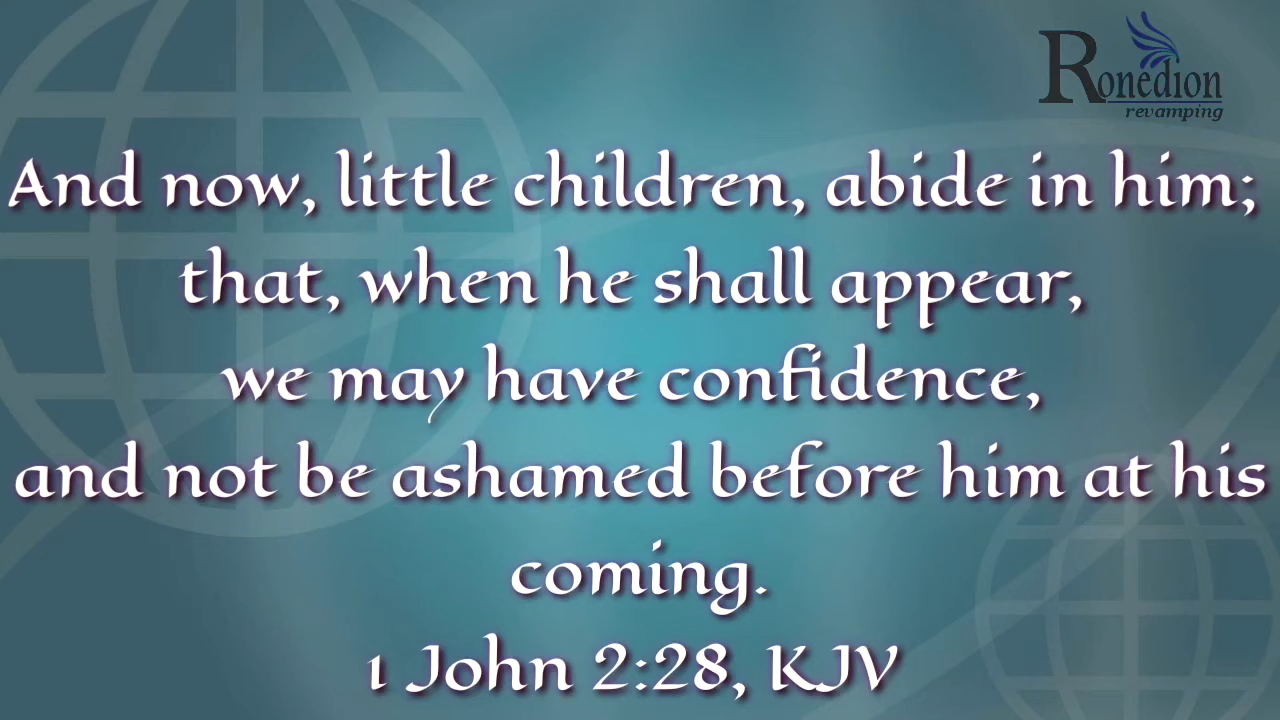 Ronedion
revamping
And now, little children, abide in him;
that, when he shall appear,
we may have confidence,
and not be ashamed before him at his
coming.
1 John 2:28, KJV